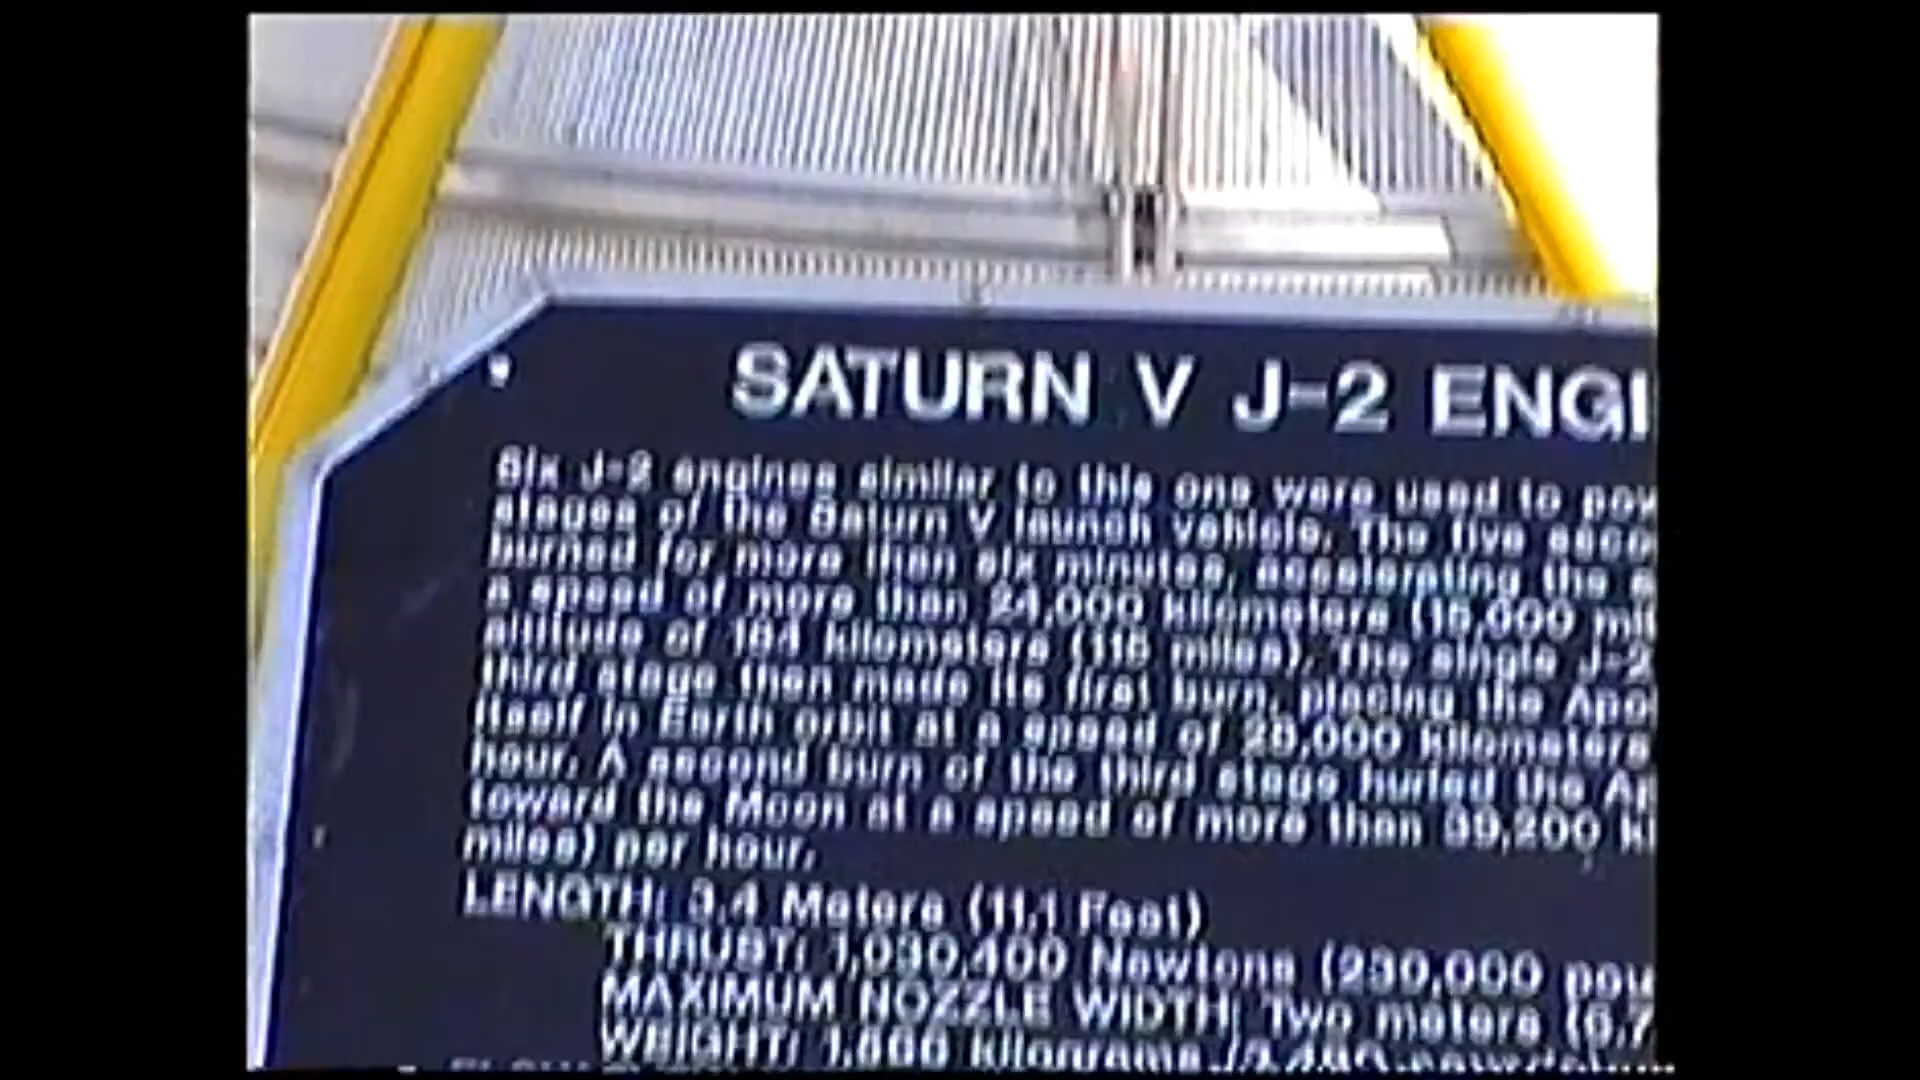 SATURN V J-2 ENGI
Six J-2 engines similar to this one were used to pow
stages of the Saturn V launch vehicle. The five seco
burned for more than six minutes, accelerating the s
a speed of more than 24,000 kilometers (15,000 mil
altitude of 184 kilometers (115 miles). The single J-2
third stage then made its first burn, placing the Apo
itself in Earth orbit at a speed of 28,000 kilometers
hour. A second burn of the third stage hurled the Ap
toward the Moon at a speed of more than 39,200 ki
miles) per hour.
LENGTH: 3.4 Meters (11.1 Feet)
THRUST: 1,030,400 Newtons (230,000 pou
MAXIMUM NOZZLE WIDTH: Two meters (6.7
WEIGHT: kilograms